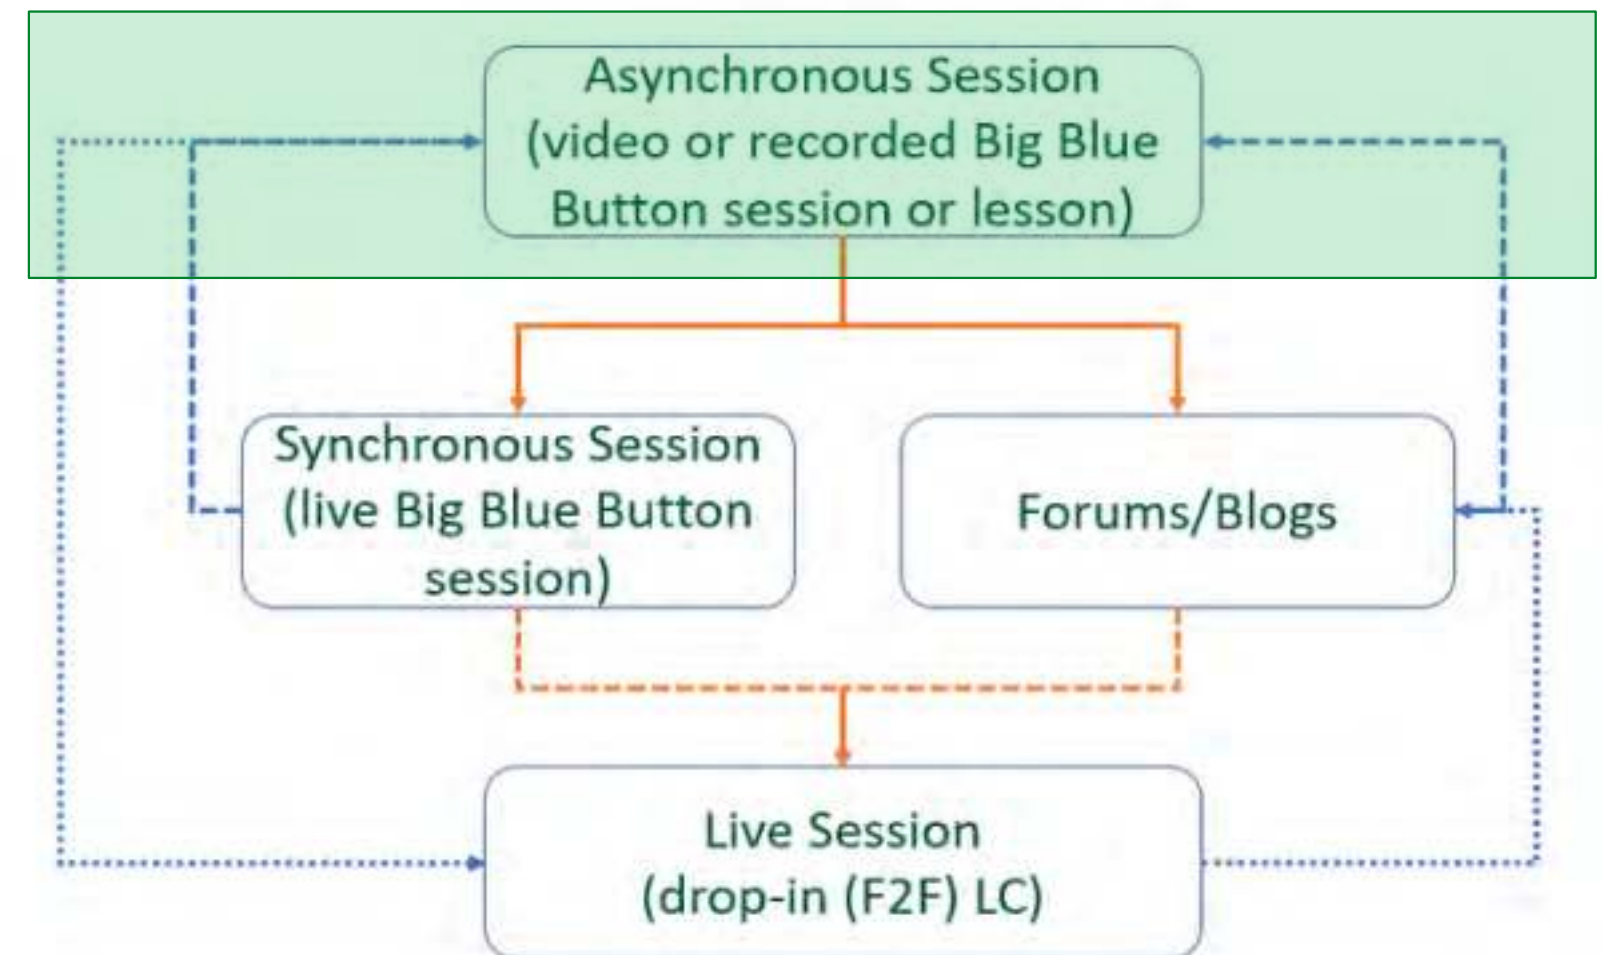 Asynchronous Session
(video or recorded Big Blue
Button session or lesson)
Synchronous Session
(live Big Blue Button
session)
Forums/Blogs
Live Session
(drop-in (F2F) LC)